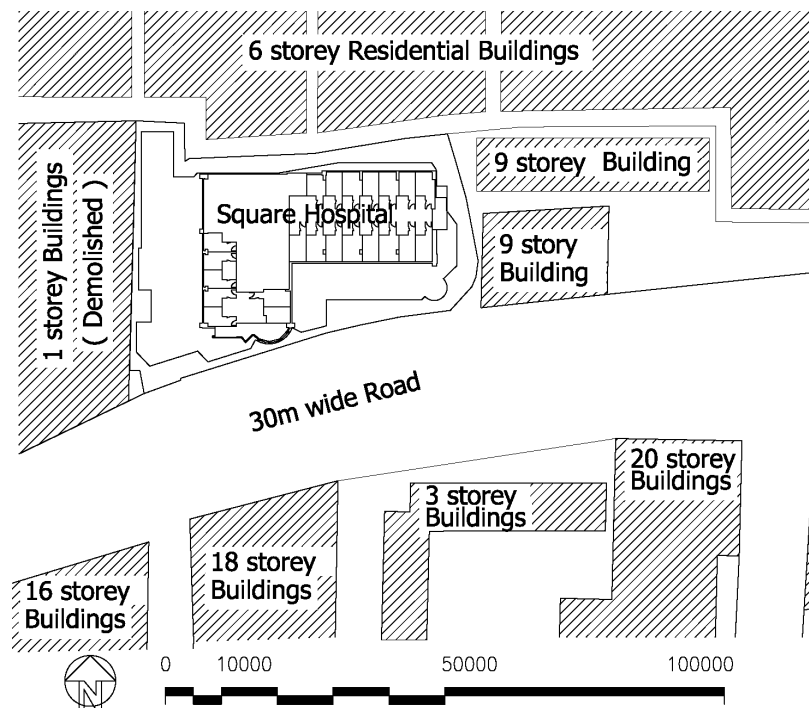 6 storey Residential Buildings
1 storey Buildings
( Demolished )
9 storey Building
Square Hospital
9 story
Building
30m wide Road
20 storey
Buildings
3 storey
Buildings
18 storey
Buildings
16 storey
Buildings
0 10000 50000 100000
N